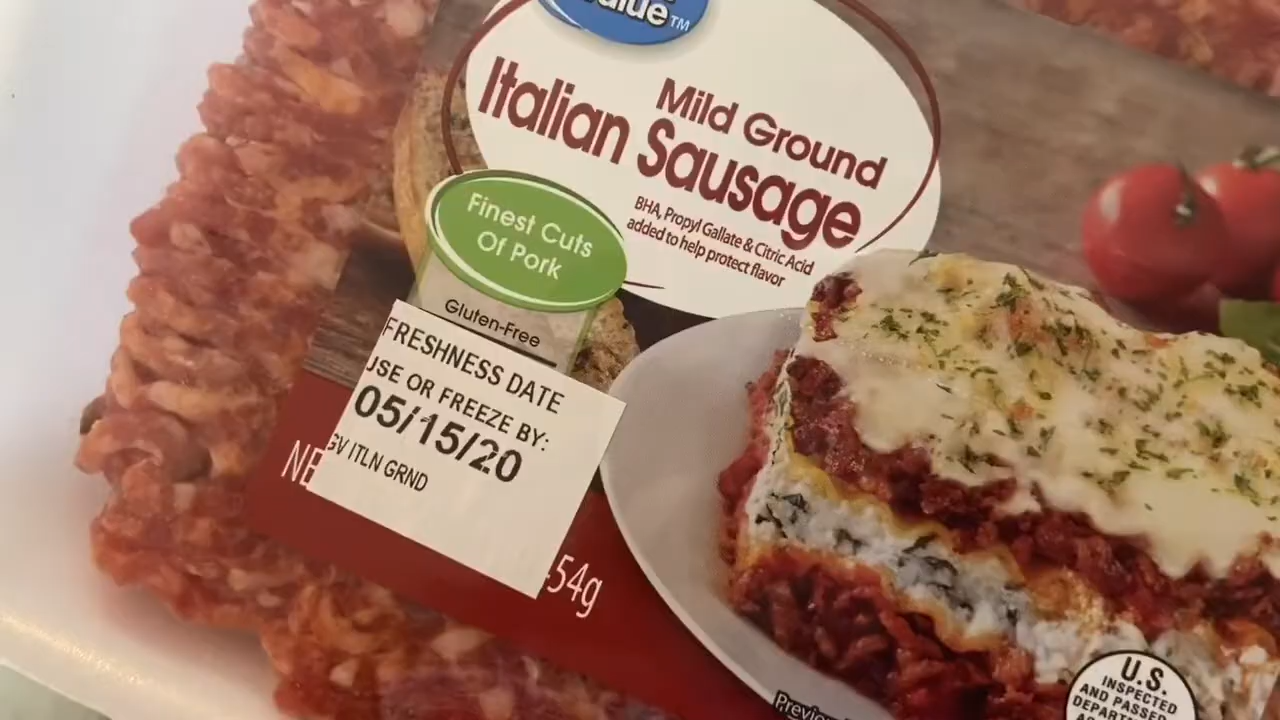 Value™
Mild Ground
Italian Sausage
BHA, Propyl Gallate & Citric Acid
added to help protect flavor
Finest Cuts
Of Pork
Gluten-Free
FRESHNESS DATE
USE OR FREEZE BY:
05/15/20
GV ITLN GRND
NE
54g
U.S.
INSPECTED
AND PASSED